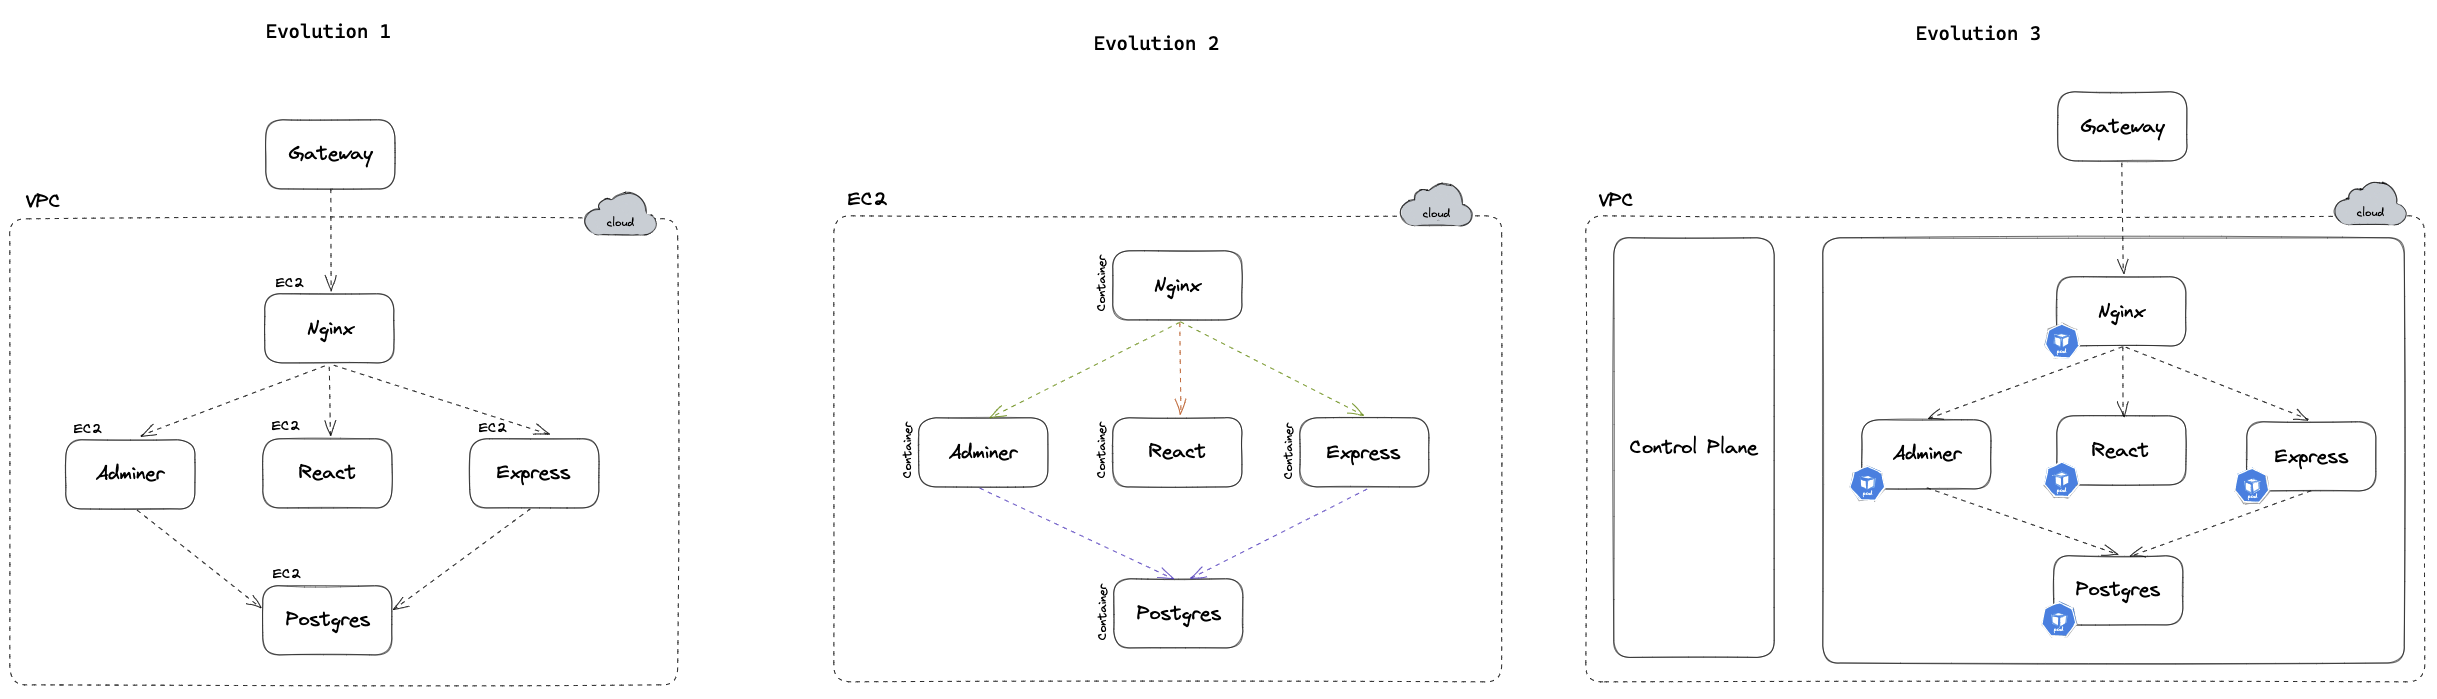 Evolution 1
Gateway
VPC
cloud
EC2
Nginx
EC2
EC2
EC2
Adminer
React
Express
EC2
Postgres
Evolution 2
EC2
cloud
Container
Nginx
Container
Adminer
Container
React
Container
Express
Container
Postgres
Evolution 3
Gateway
VPC
cloud
Control Plane
Nginx
pod
Adminer
pod
React
pod
Express
pod
Postgres
pod